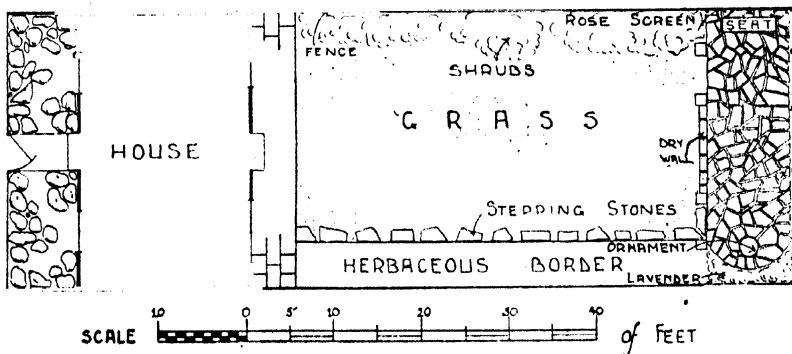 ROSE SCREEN
SEAT
FENCE
SHRUBS
GRASS
HOUSE
DRY
WALL
STEPPING STONES
ORNAMENT
HERBACEOUS BORDER
LAVENDER
10 0 5 10 20 30 40
SCALE of FEET